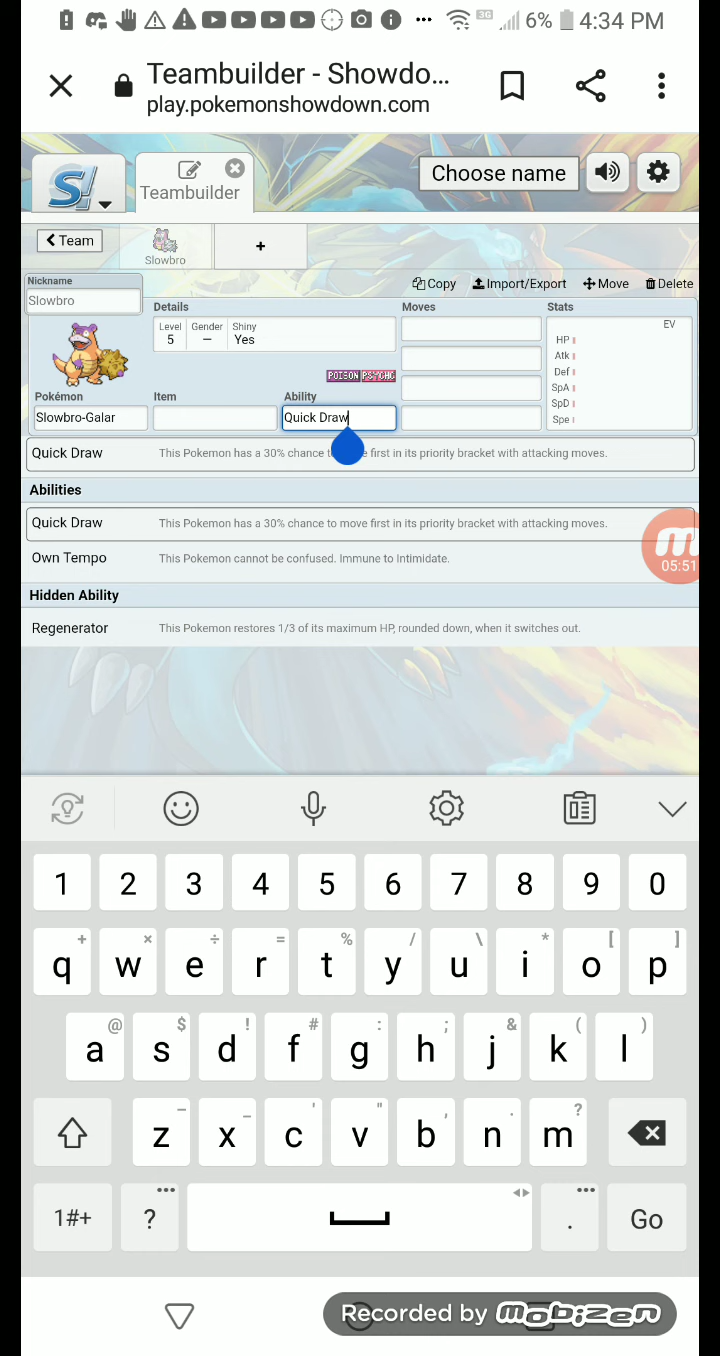 3G 6% 4:34 PM
Teambuilder - Showdo...
play.pokemonshowdown.com
S!
Teambuilder
Choose name
Team
Slowbro
+
Copy Import/Export Move Delete
Nickname
Slowbro
Details
Level
5
Gender
—
Shiny
Yes
POISON PSYCHC
Pokémon
Slowbro-Galar
Item
Ability
Quick Draw
Moves
Stats
EV
HP
Atk
Def
SpA
SpD
Spe
Quick Draw This Pokemon has a 30% chance first in its priority bracket with attacking moves.
Abilities
Quick Draw This Pokemon has a 30% chance to move first in its priority bracket with attacking moves.
Own Tempo This Pokemon cannot be confused. Immune to Intimidate.
m
05:51
Hidden Ability
Regenerator This Pokemon restores 1/3 of its maximum HP, rounded down, when it switches out.
1 2 3 4 5 6 7 8 9 0
+ × ÷ = % / \ * [ ]
q w e r t y u i o p
@ $ ! # : ; & ( )
a s d f g h j k l
– _ ' " , . ?
z x c v b n m
1#+ ? . Go
Recorded by mobizen